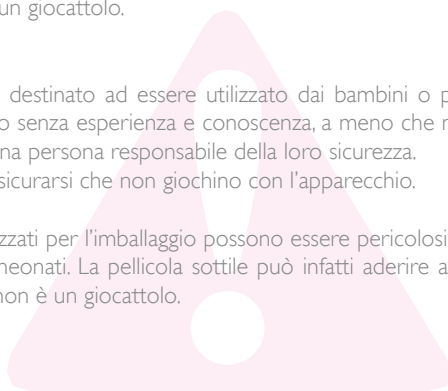 un giocattolo.
destinato ad essere utilizzato dai bambini o p
o senza esperienza e conoscenza, a meno che
na persona responsabile della loro sicurezza.
sicurarsi che non giochino con l'apparecchio.
zzati per l'imballaggio possono essere pericolosi
neonati. La pellicola sottile può infatti aderire a
non è un giocattolo.